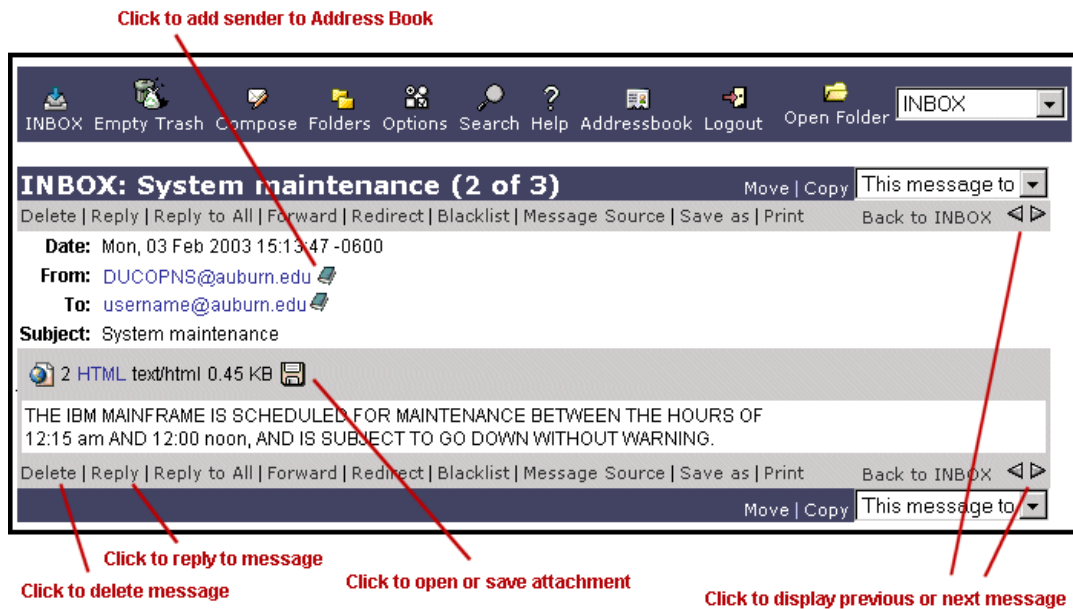 Click to add sender to Address Book
INBOX Empty Trash Compose Folders Options Search Help Addressbook Logout Open Folder INBOX
INBOX: System maintenance (2 of 3) Move | Copy This message to
Delete | Reply | Reply to All | Forward | Redirect | Blacklist | Message Source | Save as | Print Back to INBOX
Date: Mon, 03 Feb 2003 15:13:47 -0600
From: DUCOPNS@auburn.edu
To: username@auburn.edu
Subject: System maintenance
2 HTML text/html 0.45 KB
THE IBM MAINFRAME IS SCHEDULED FOR MAINTENANCE BETWEEN THE HOURS OF
12:15 am AND 12:00 noon, AND IS SUBJECT TO GO DOWN WITHOUT WARNING.
Delete | Reply | Reply to All | Forward | Redirect | Blacklist | Message Source | Save as | Print Back to INBOX
Move | Copy This message to
Click to reply to message
Click to delete message
Click to open or save attachment
Click to display previous or next message